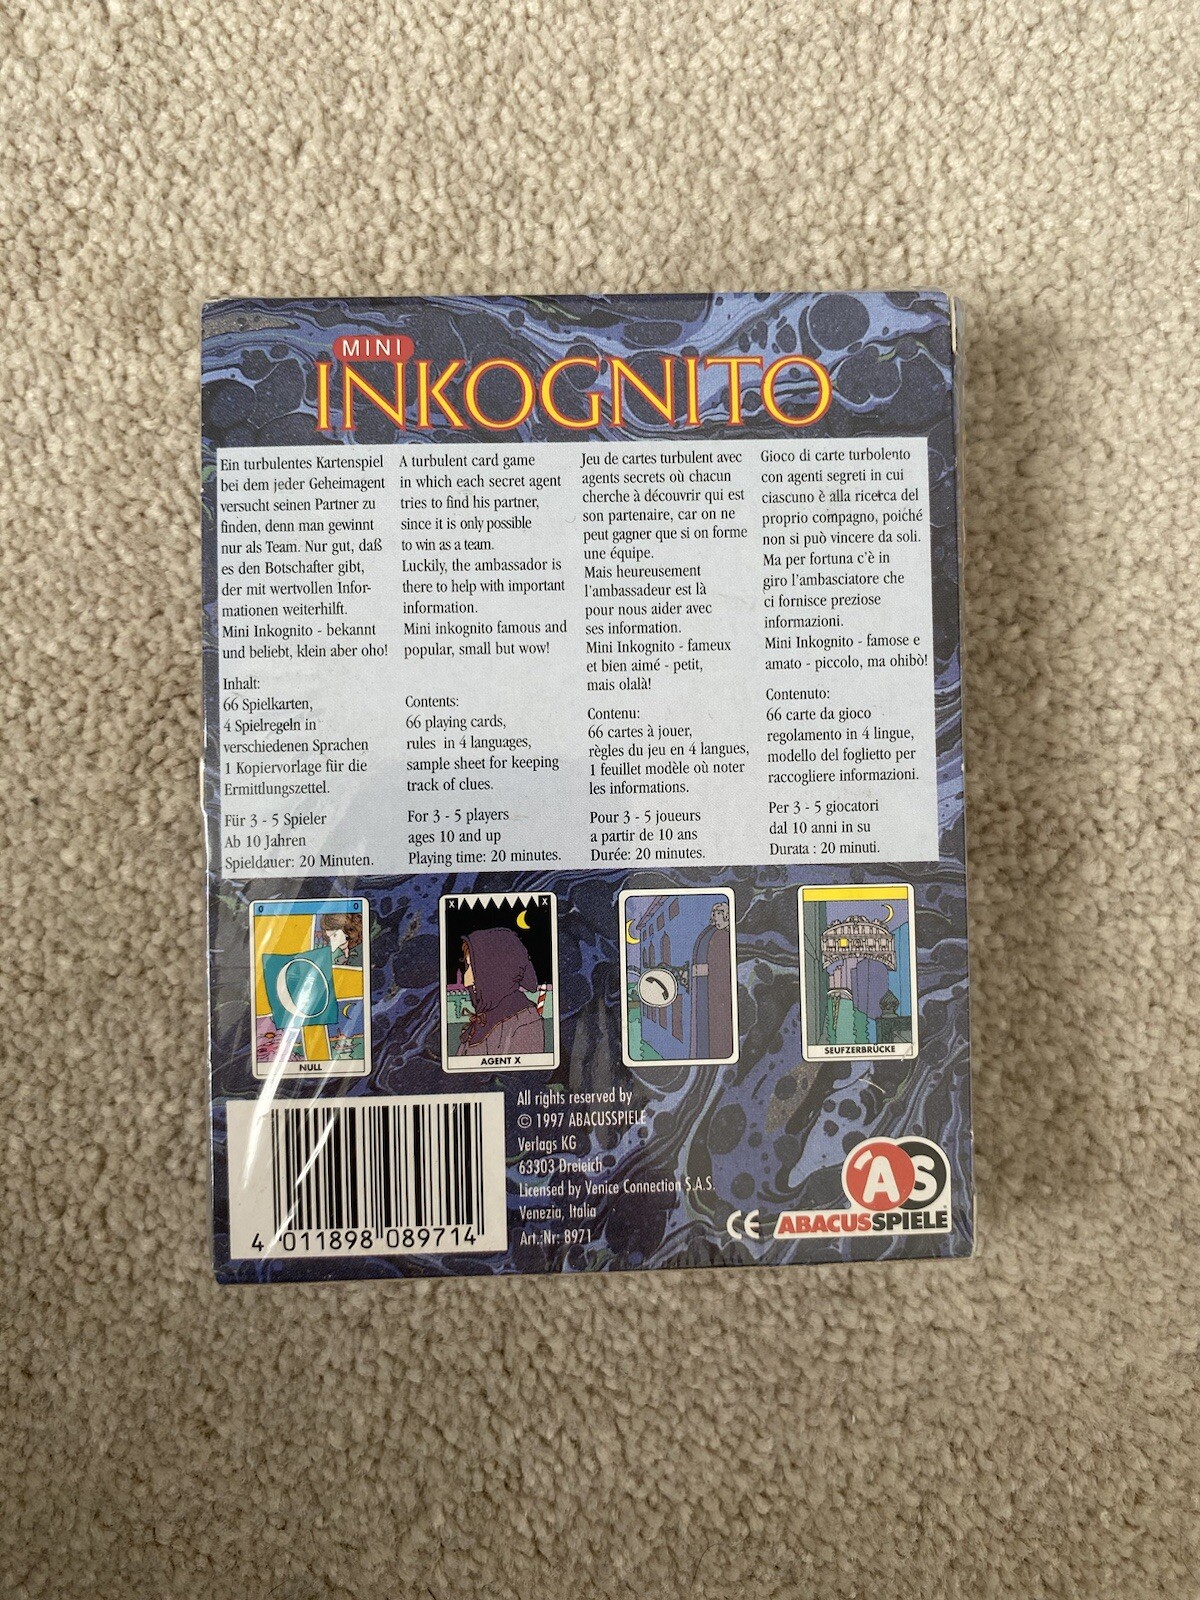 MINI
INKOGNITO
Ein turbulentes Kartenspiel
bei dem jeder Geheimagent
versucht seinen Partner zu
finden, denn man gewinnt
nur als Team. Nur gut, daß
es den Botschafter gibt,
der mit wertvollen Infor-
mationen weiterhilft.
Mini Inkognito - bekannt
und beliebt, klein aber oho!
Inhalt:
66 Spielkarten,
4 Spielregeln in
verschiedenen Sprachen
1 Kopiervorlage für die
Ermittlungszettel.
Für 3 - 5 Spieler
Ab 10 Jahren
Spieldauer: 20 Minuten.
A turbulent card game
in which each secret agent
tries to find his partner,
since it is only possible
to win as a team.
Luckily, the ambassador is
there to help with important
information.
Mini inkognito famous and
popular, small but wow!
Contents:
66 playing cards,
rules in 4 languages,
sample sheet for keeping
track of clues.
For 3 - 5 players
ages 10 and up
Playing time: 20 minutes.
Jeu de cartes turbulent avec
agents secrets où chacun
cherche à découvrir qui est
son partenaire, car on ne
peut gagner que si on forme
une équipe.
Mais heureusement
l'ambassadeur est là
pour nous aider avec
ses information.
Mini Inkognito - fameux
et bien aimé - petit,
mais olalà!
Contenu:
66 cartes à jouer,
règles du jeu en 4 langues,
1 feuillet modèle où noter
les informations.
Pour 3 - 5 joueurs
a partir de 10 ans
Durée: 20 minutes.
Gioco di carte turbolento
con agenti segreti in cui
ciascuno è alla ricerca del
proprio compagno, poiché
non si può vincere da soli.
Ma per fortuna c'è in
giro l'ambasciatore che
ci fornisce preziose
informazioni.
Mini Inkognito - famose e
amato - piccolo, ma ohibò!
Contenuto:
66 carte da gioco
regolamento in 4 lingue,
modello del foglietto per
raccogliere informazioni.
Per 3 - 5 giocatori
dal 10 anni in su
Durata : 20 minuti.
0 0
O
NULL
X X
AGENT X
SEUFZERBRÜCKE
All rights reserved by
© 1997 ABACUSSPIELE
Verlags KG
63303 Dreieich
Licensed by Venice Connection S.A.S.
Venezia, Italia
Art.:Nr: 8971
4 011898 089714
CE
AS
ABACUSSPIELE